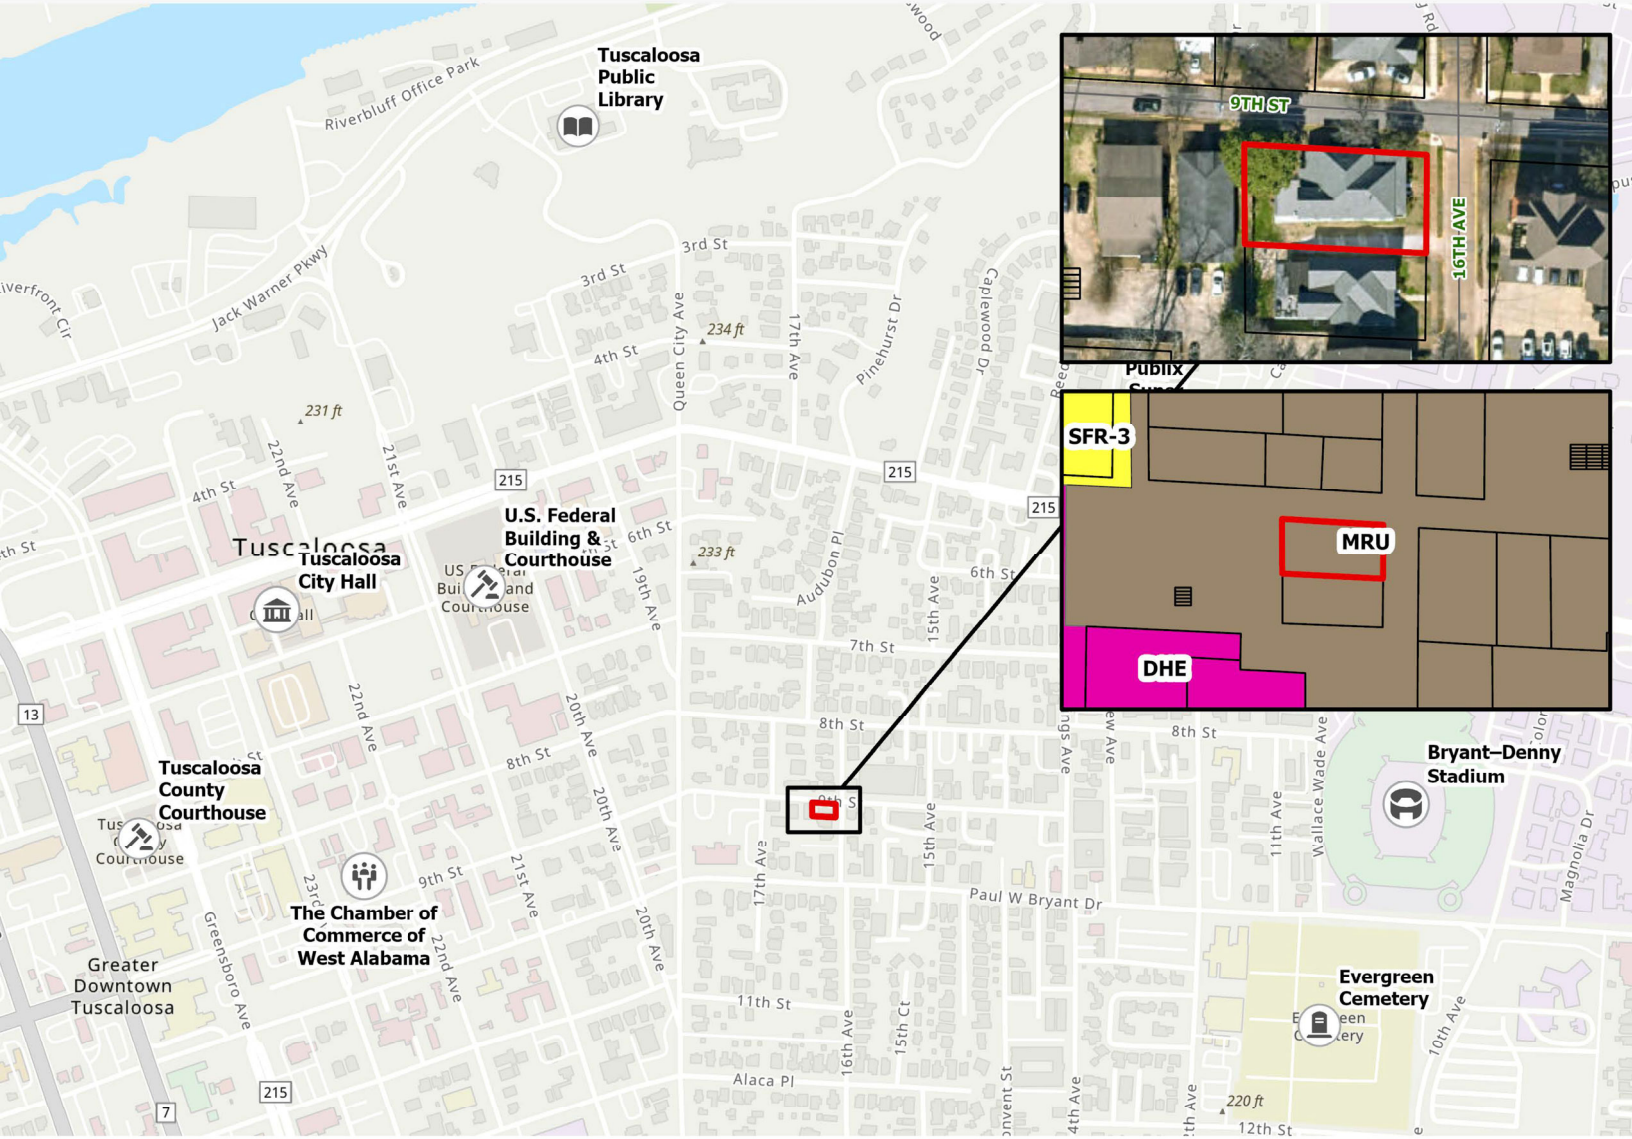 Tuscaloosa
Public
Library
Riverbluff Office Park
Jack Warner Pkwy
3rd St
3rd St
Queen City Ave
17th Ave
234 ft
4th St
Pinehurst Dr
Caplewood Dr
9TH ST
16TH AVE
Publix
SFR-3
MRU
DHE
231 ft
22nd Ave
21st Ave
4th St
215
215
215
Tuscaloosa
Tuscaloosa
City Hall
U.S. Federal
Building &
Courthouse
Courthouse
6th St
233 ft
19th Ave
Audubon Pl
15th Ave
6th St
7th St
13
22nd Ave
20th Ave
8th St
8th St
8th St
Wallace Wade Ave
11th Ave
Bryant–Denny
Stadium
Magnolia Dr
Tuscaloosa
County
Courthouse
Courthouse
20th Ave
17th Ave
15th Ave
9th St
21st Ave
23rd
The Chamber of
Commerce of
West Alabama
22nd Ave
20th Ave
Greensboro Ave
Paul W Bryant Dr
Greater
Downtown
Tuscaloosa
11th St
16th Ave
15th Ct
Evergreen
Cemetery
10th Ave
Alaca Pl
215
7
220 ft
12th St